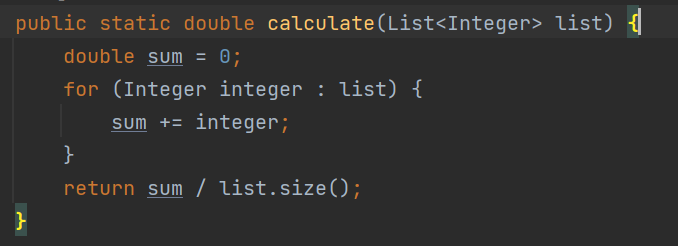 public static double calculate(List<Integer> list) {
    double sum = 0;
    for (Integer integer : list) {
        sum += integer;
    }
    return sum / list.size();
}